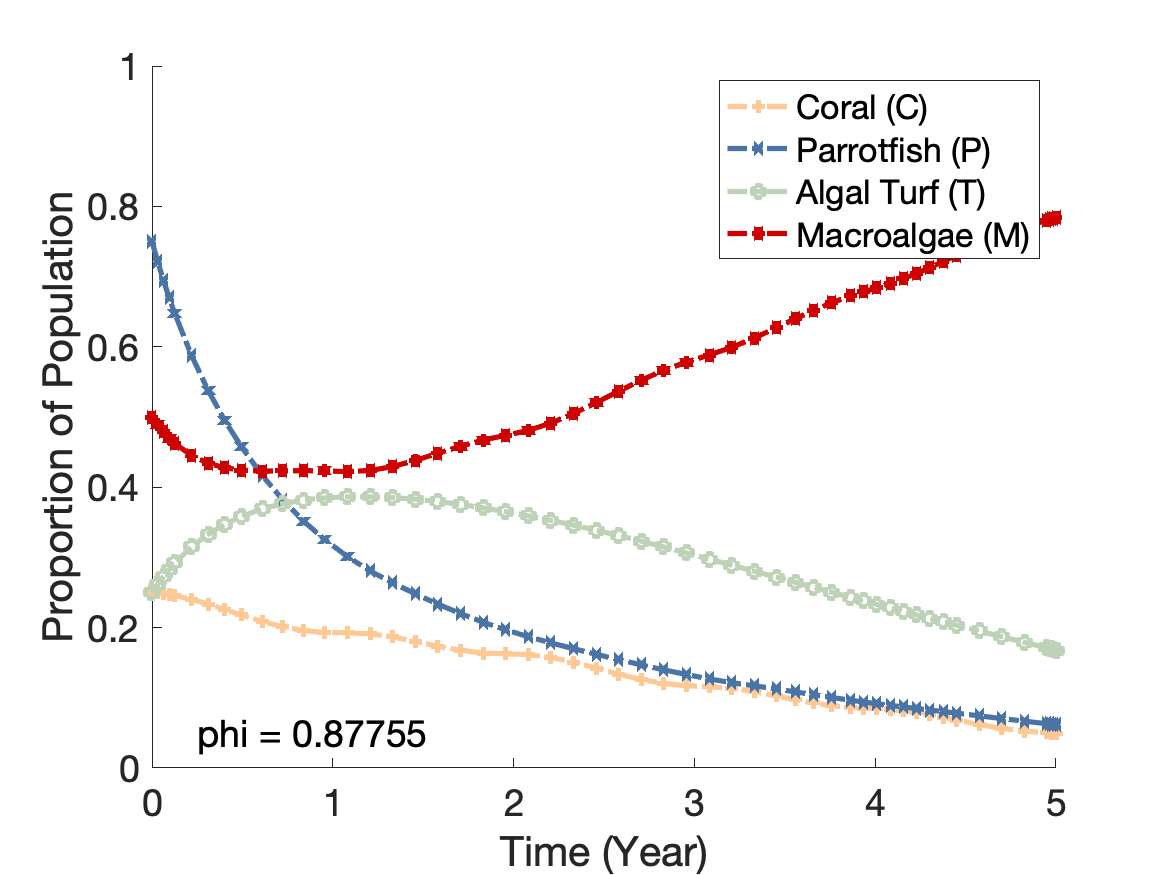 1
0.8
0.6
0.4
0.2
0
Proportion of Population
Coral (C)
Parrotfish (P)
Algal Turf (T)
Macroalgae (M)
phi = 0.87755
0 1 2 3 4 5
Time (Year)